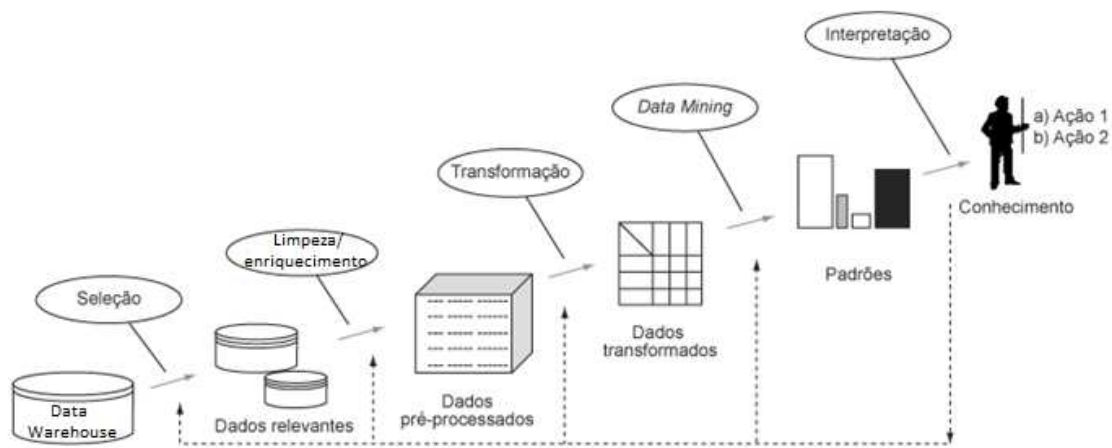 Interpretação
a) Ação 1
b) Ação 2
Conhecimento
Data Mining
Padrões
Transformação
Dados
transformados
Limpeza/
enriquecimento
Dados
pré-processados
Seleção
Dados relevantes
Data
Warehouse